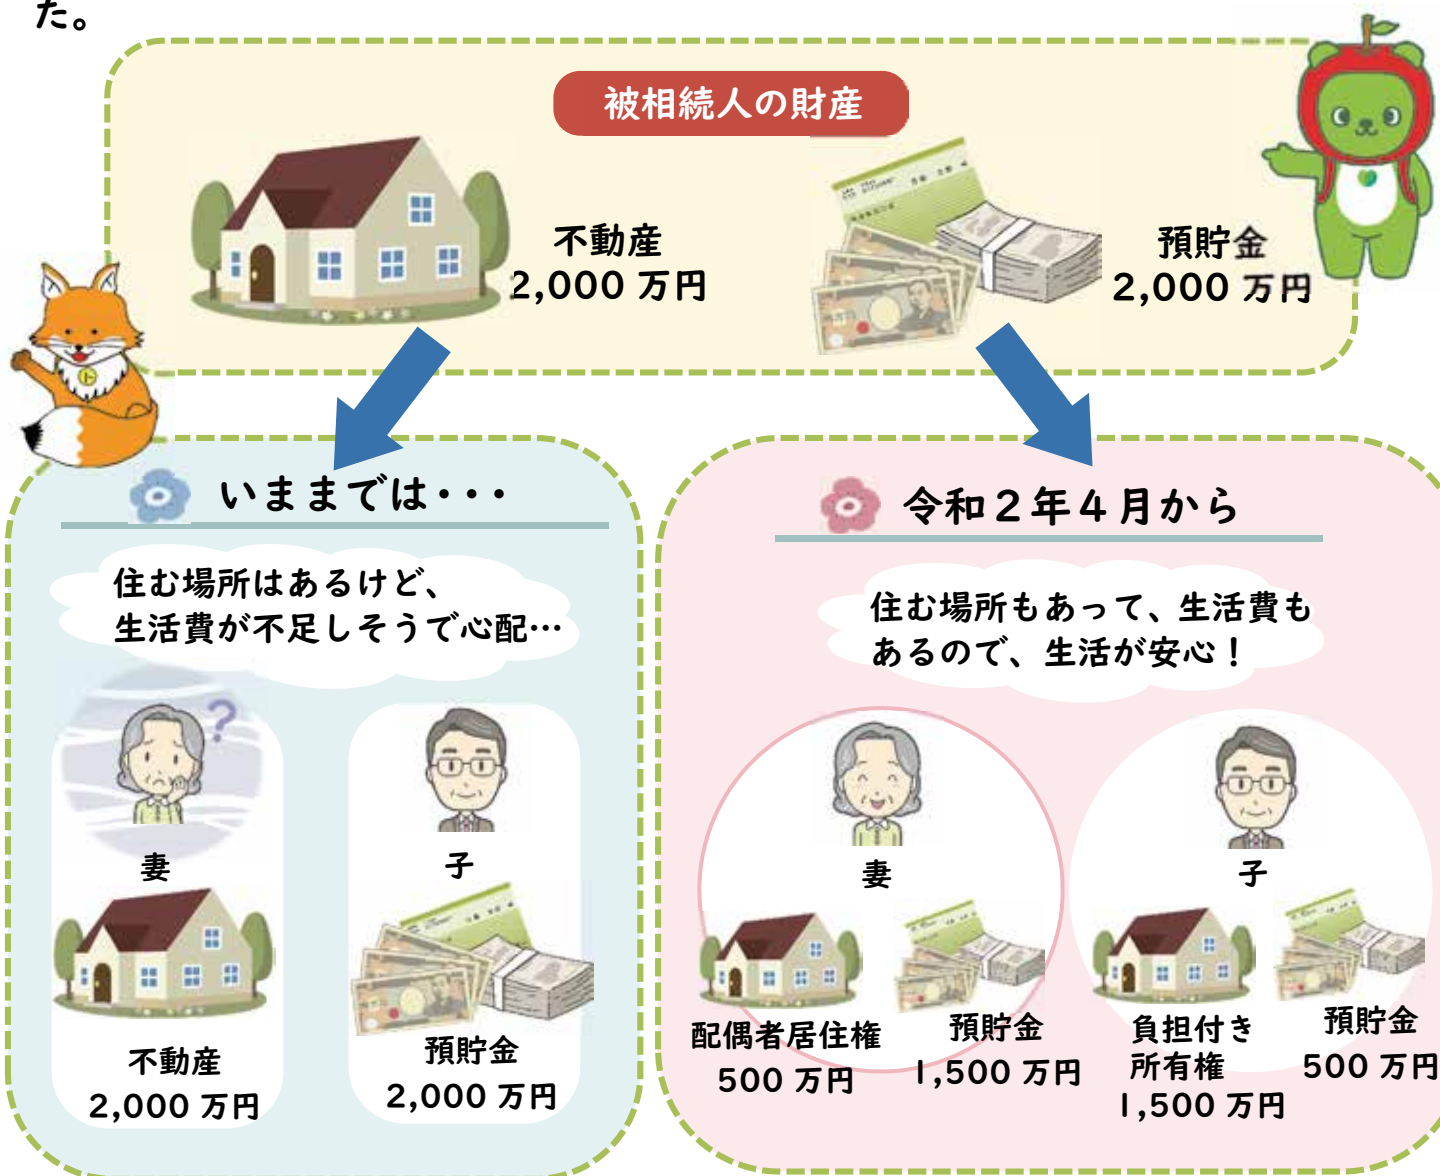 た。
被相続人の財産
不動産
2,000 万円
預貯金
2,000 万円
いままでは・・・
住む場所はあるけど、
生活費が不足しそうで心配…
?
妻
不動産
2,000 万円
子
預貯金
2,000 万円
令和2年4月から
住む場所もあって、生活費も
あるので、生活が安心！
妻
配偶者居住権
500 万円
預貯金
1,500 万円
子
負担付き
所有権
1,500 万円
預貯金
500 万円